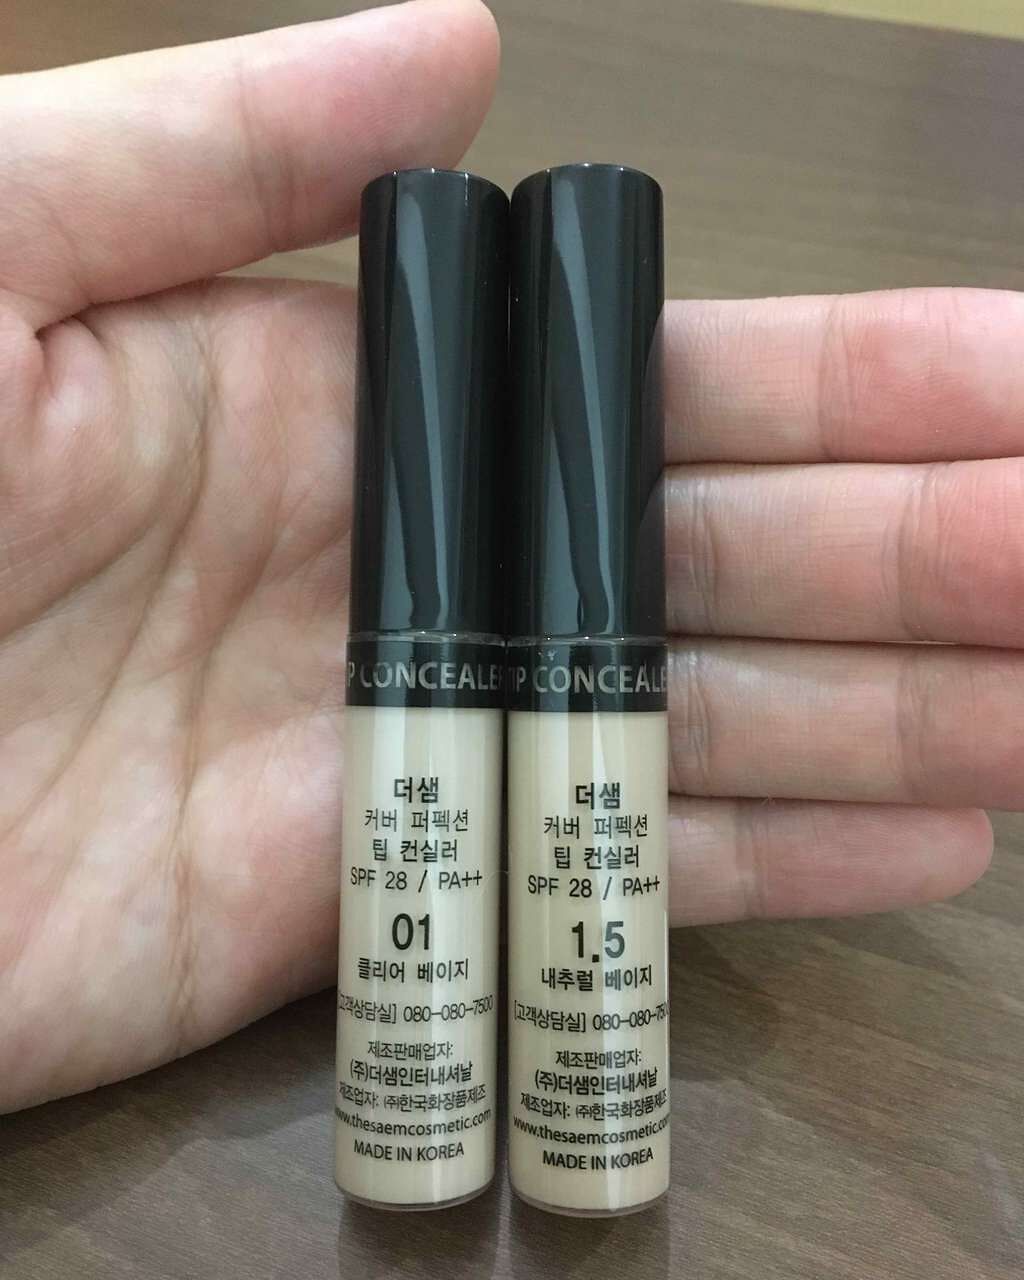 P CONCEALE
더샘
커버 퍼펙션
팁 컨실러
SPF 28 / PA++
01
클리어 베이지
[고객상담실] 080-080-7500
제조판매업자:
(주)더샘인터내셔날
제조업자: ㈜한국화장품제조
www.thesaemcosmetic.com
MADE IN KOREA
TIP CONCEALE
더샘
커버 퍼펙션
팁 컨실러
SPF 28 / PA++
1.5
내추럴 베이지
[고객상담실] 080-080-750
제조판매업자:
(주)더샘인터내셔날
제조업자: ㈜한국화장품제조
www.thesaemcosmetic.com
MADE IN KOREA